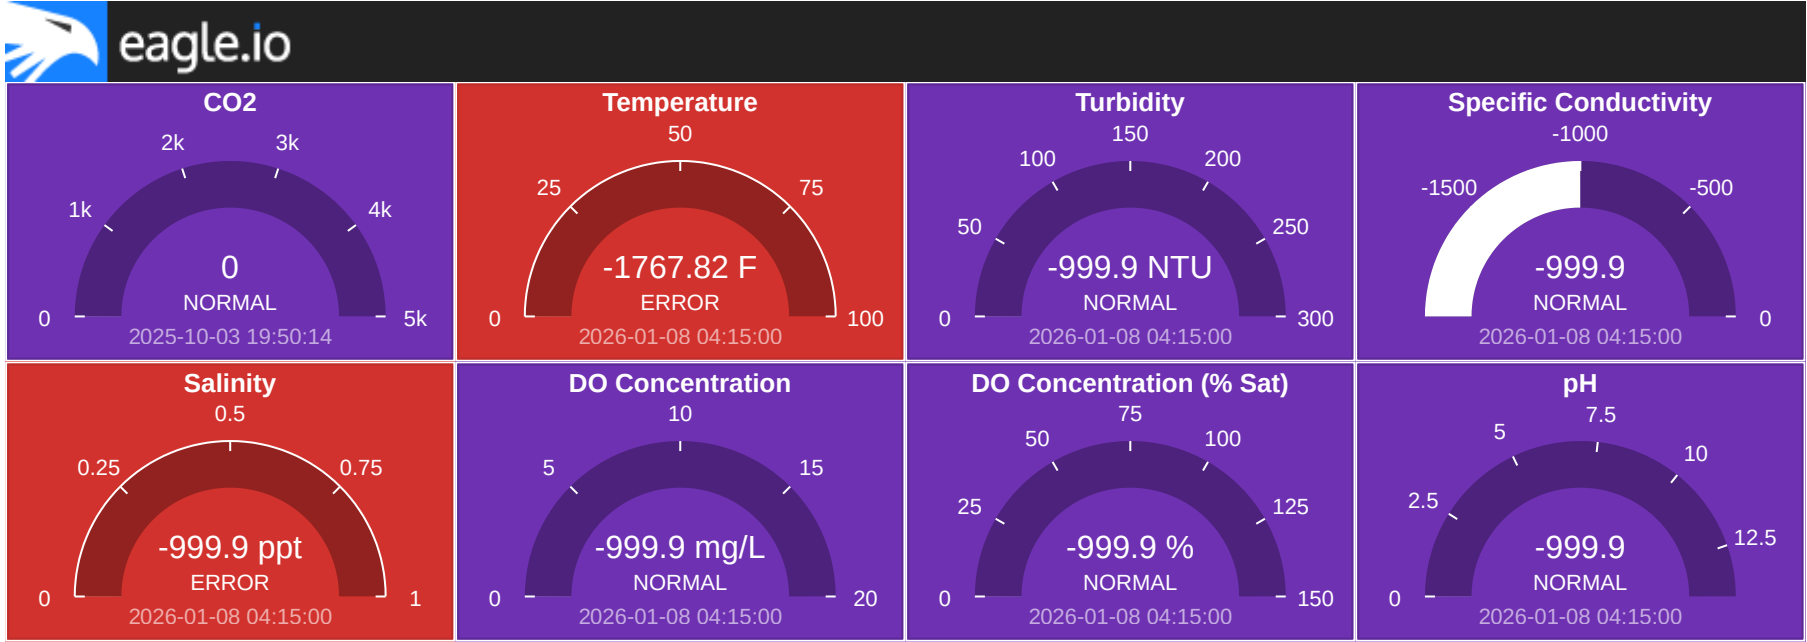 eagle.io
CO2
0
1k
2k
3k
4k
5k
0
NORMAL
2025-10-03 19:50:14
Temperature
0
25
50
75
100
-1767.82 F
ERROR
2026-01-08 04:15:00
Turbidity
0
50
100
150
200
250
300
-999.9 NTU
NORMAL
2026-01-08 04:15:00
Specific Conductivity
-1500
-1000
-500
0
-999.9
NORMAL
2026-01-08 04:15:00
Salinity
0
0.25
0.5
0.75
1
-999.9 ppt
ERROR
2026-01-08 04:15:00
DO Concentration
0
5
10
15
20
-999.9 mg/L
NORMAL
2026-01-08 04:15:00
DO Concentration (% Sat)
0
25
50
75
100
125
150
-999.9 %
NORMAL
2026-01-08 04:15:00
pH
0
2.5
5
7.5
10
12.5
-999.9
NORMAL
2026-01-08 04:15:00